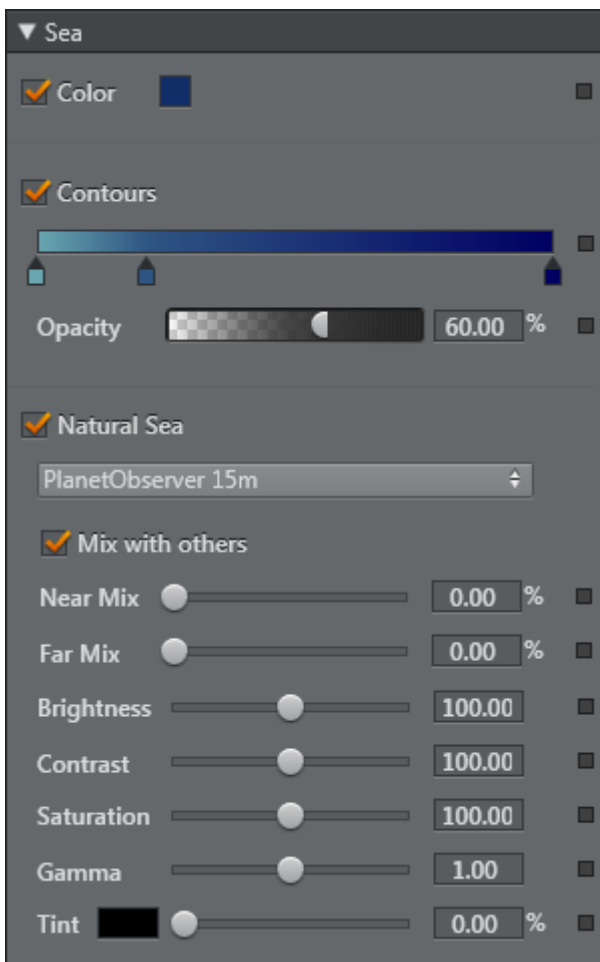 Sea
Color
Contours
Opacity 60.00 %
Natural Sea
PlanetObserver 15m
Mix with others
Near Mix 0.00 %
Far Mix 0.00 %
Brightness 100.00
Contrast 100.00
Saturation 100.00
Gamma 1.00
Tint 0.00 %